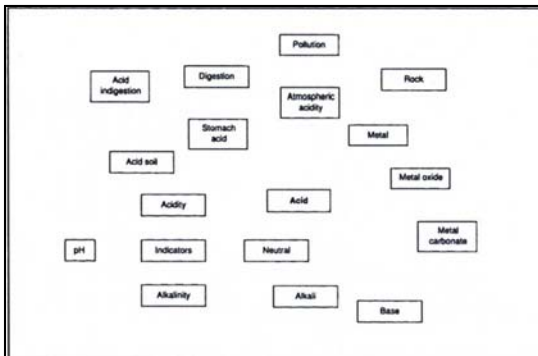 Pollution
Acid
indigestion
Digestion
Rock
Atmospheric
acidity
Stomach
acid
Metal
Acid soil
Metal oxide
Acidity
Acid
Metal
carbonate
pH
Indicators
Neutral
Alkalinity
Alkali
Base